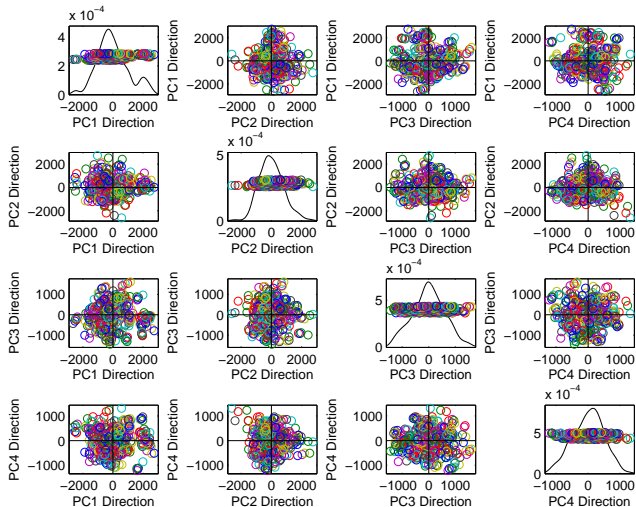 x 10⁻⁴
4
2
0
−2000 0 2000
PC1 Direction
PC1 Direction
2000
0
−2000
−2000 0 2000
PC2 Direction
PC1 Direction
2000
0
−2000
−1000 0 1000
PC3 Direction
PC1 Direction
2000
0
−2000
−1000 0 1000
PC4 Direction
PC2 Direction
2000
0
−2000
−2000 0 2000
PC1 Direction
x 10⁻⁴
5
0
−2000 0 2000
PC2 Direction
PC2 Direction
2000
0
−2000
−1000 0 1000
PC3 Direction
PC2 Direction
2000
0
−2000
−1000 0 1000
PC4 Direction
PC3 Direction
1000
0
−1000
−2000 0 2000
PC1 Direction
PC3 Direction
1000
0
−1000
−2000 0 2000
PC2 Direction
x 10⁻⁴
5
0
−1000 0 1000
PC3 Direction
PC3 Direction
1000
0
−1000
−1000 0 1000
PC4 Direction
PC4 Direction
1000
0
−1000
−2000 0 2000
PC1 Direction
PC4 Direction
1000
0
−1000
−2000 0 2000
PC2 Direction
PC4 Direction
1000
0
−1000
−1000 0 1000
PC3 Direction
x 10⁻⁴
5
0
−1000 0 1000
PC4 Direction